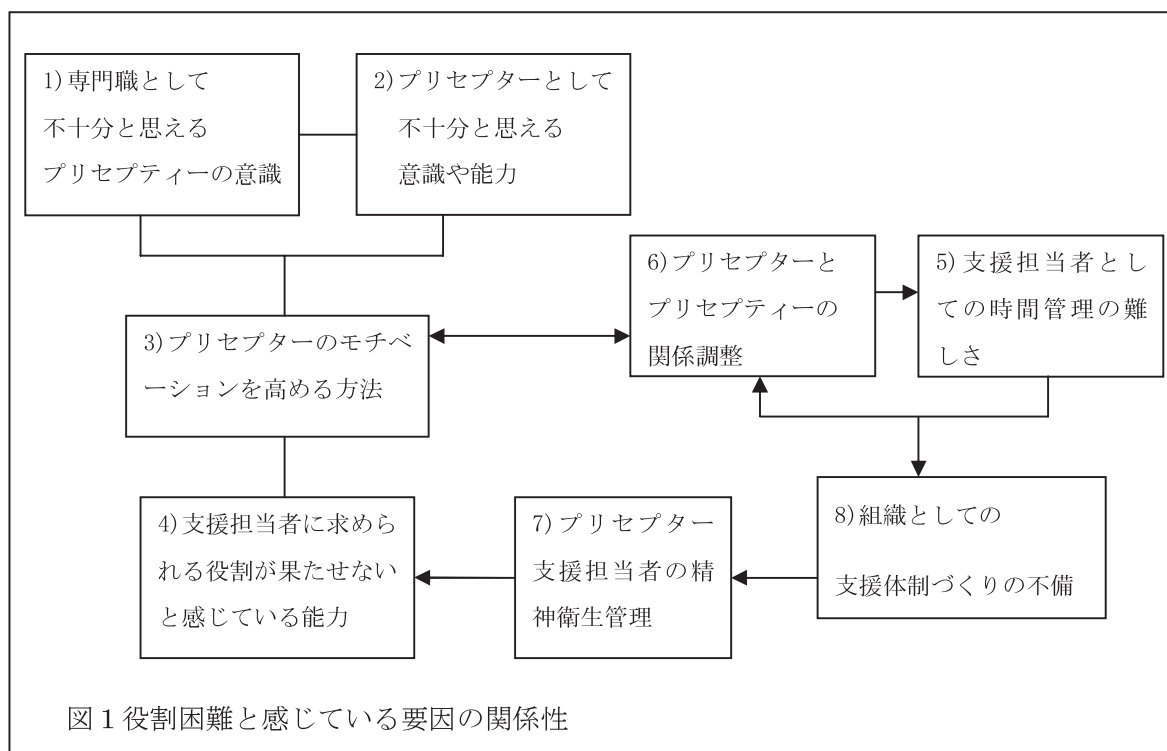 1)専門職として
不十分と思える
プリセプティーの意識
2)プリセプターとして
不十分と思える
意識や能力
6)プリセプターと
プリセプティーの
関係調整
5)支援担当者とし
ての時間管理の難
しさ
3)プリセプターのモチベ
ーションを高める方法
4)支援担当者に求めら
れる役割が果たせない
と感じている能力
7)プリセプター
支援担当者の精
神衛生管理
8)組織としての
支援体制づくりの不備
図1役割困難と感じている要因の関係性